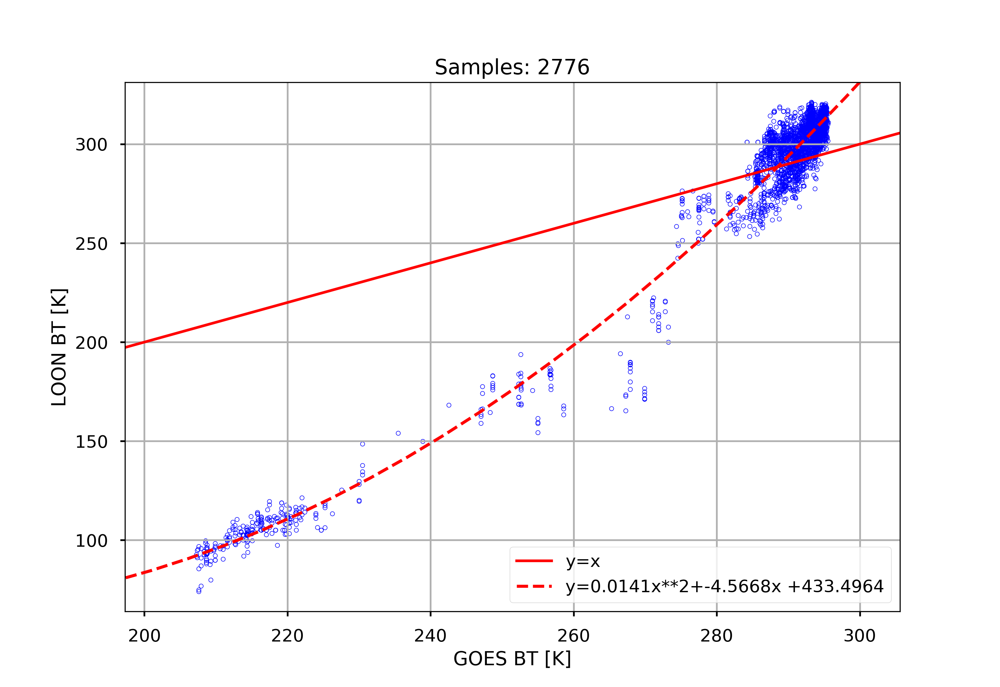 Samples: 2776
300
250
200
150
100
LOON BT [K]
y=x
y=0.0141x**2+-4.5668x +433.4964
200 220 240 260 280 300
GOES BT [K]